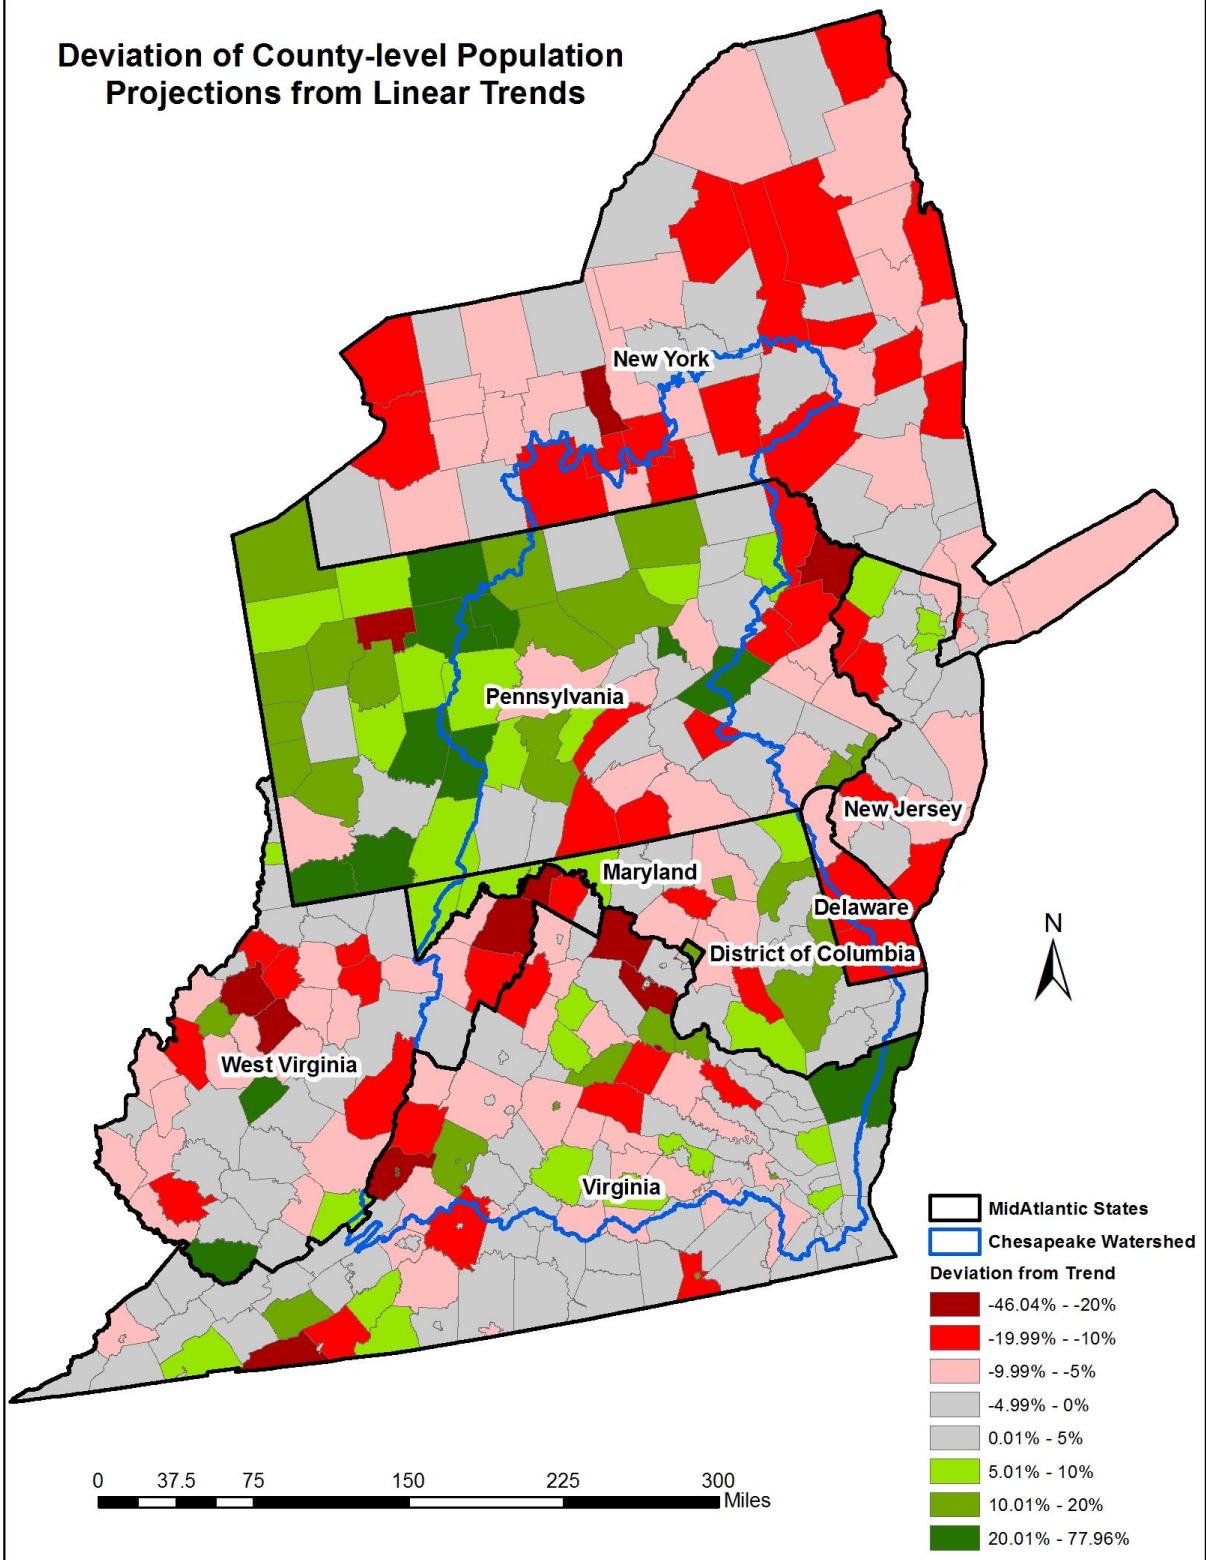 Deviation of County-level Population
Projections from Linear Trends
New York
Pennsylvania
New Jersey
Maryland
Delaware
District of Columbia
West Virginia
Virginia
N
MidAtlantic States
Chesapeake Watershed
Deviation from Trend
-46.04% - -20%
-19.99% - -10%
-9.99% - -5%
-4.99% - 0%
0.01% - 5%
5.01% - 10%
10.01% - 20%
20.01% - 77.96%
0 37.5 75 150 225 300
Miles